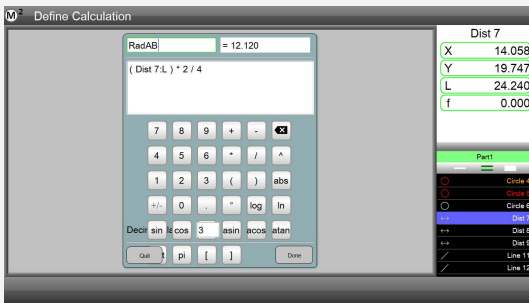 M² Define Calculation
RadAB = 12.120
( Dist 7:L ) * 2 / 4
7 8 9 + -
4 5 6 * / ^
1 2 3 ( ) abs
+/- 0 . ° log ln
Decir sin cos 3 asin acos atan
Quit t pi [ ] Done
Dist 7
X 14.058
Y 19.747
L 24.240
f 0.000
Part1
Circle 4
Circle 5
Circle 6
Dist 7
Dist 8
Dist 9
Line 11
Line 12